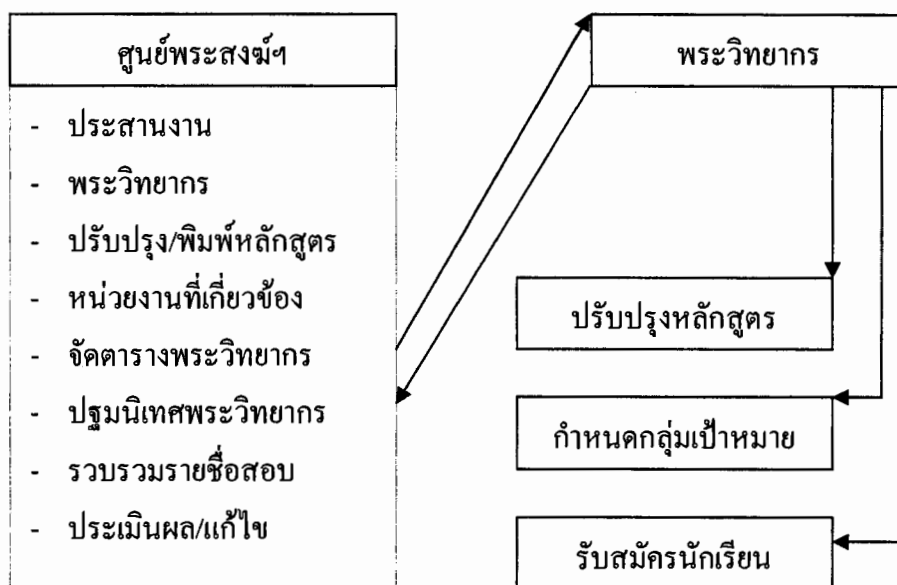 ศูนย์พระสงฆ์ฯ
- ประสานงาน
- พระวิทยากร
- ปรับปรุง/พิมพ์หลักสูตร
- หน่วยงานที่เกี่ยวข้อง
- จัดตารางพระวิทยากร
- ปฐมนิเทศพระวิทยากร
- รวบรวมรายชื่อสอบ
- ประเมินผล/แก้ไข
พระวิทยากร
ปรับปรุงหลักสูตร
กำหนดกลุ่มเป้าหมาย
รับสมัครนักเรียน